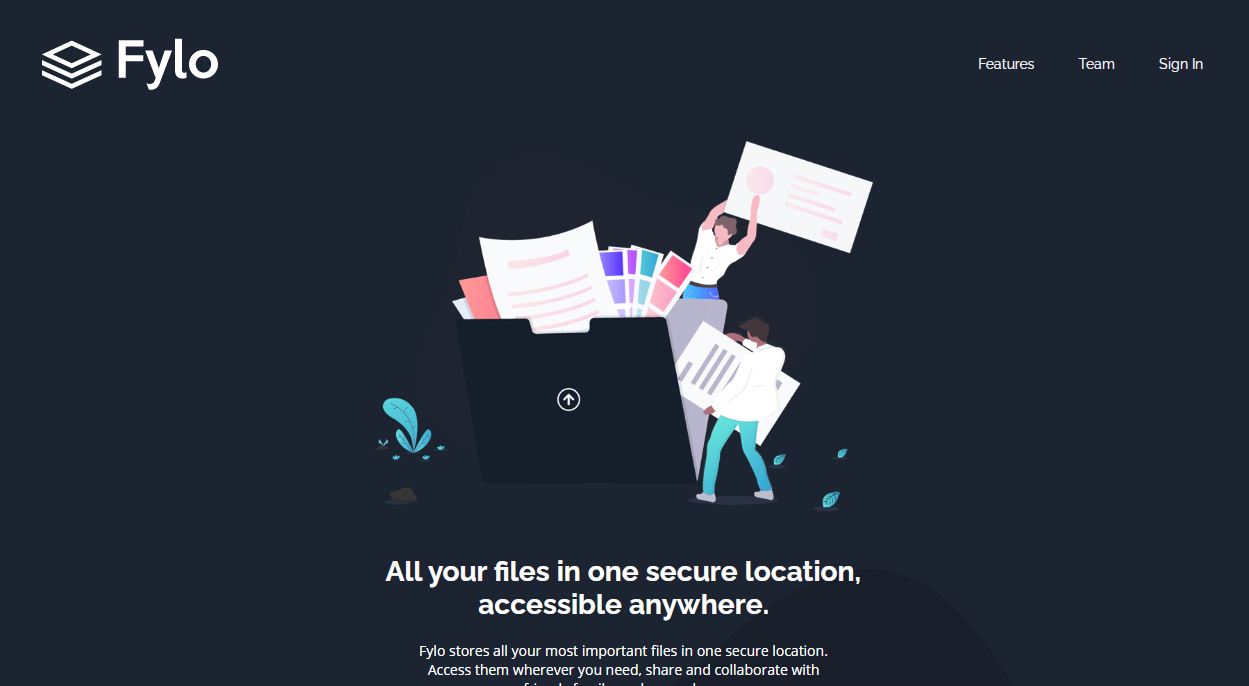 Fylo
Features
Team
Sign In
All your files in one secure location,
accessible anywhere.
Fylo stores all your most important files in one secure location.
Access them wherever you need, share and collaborate with